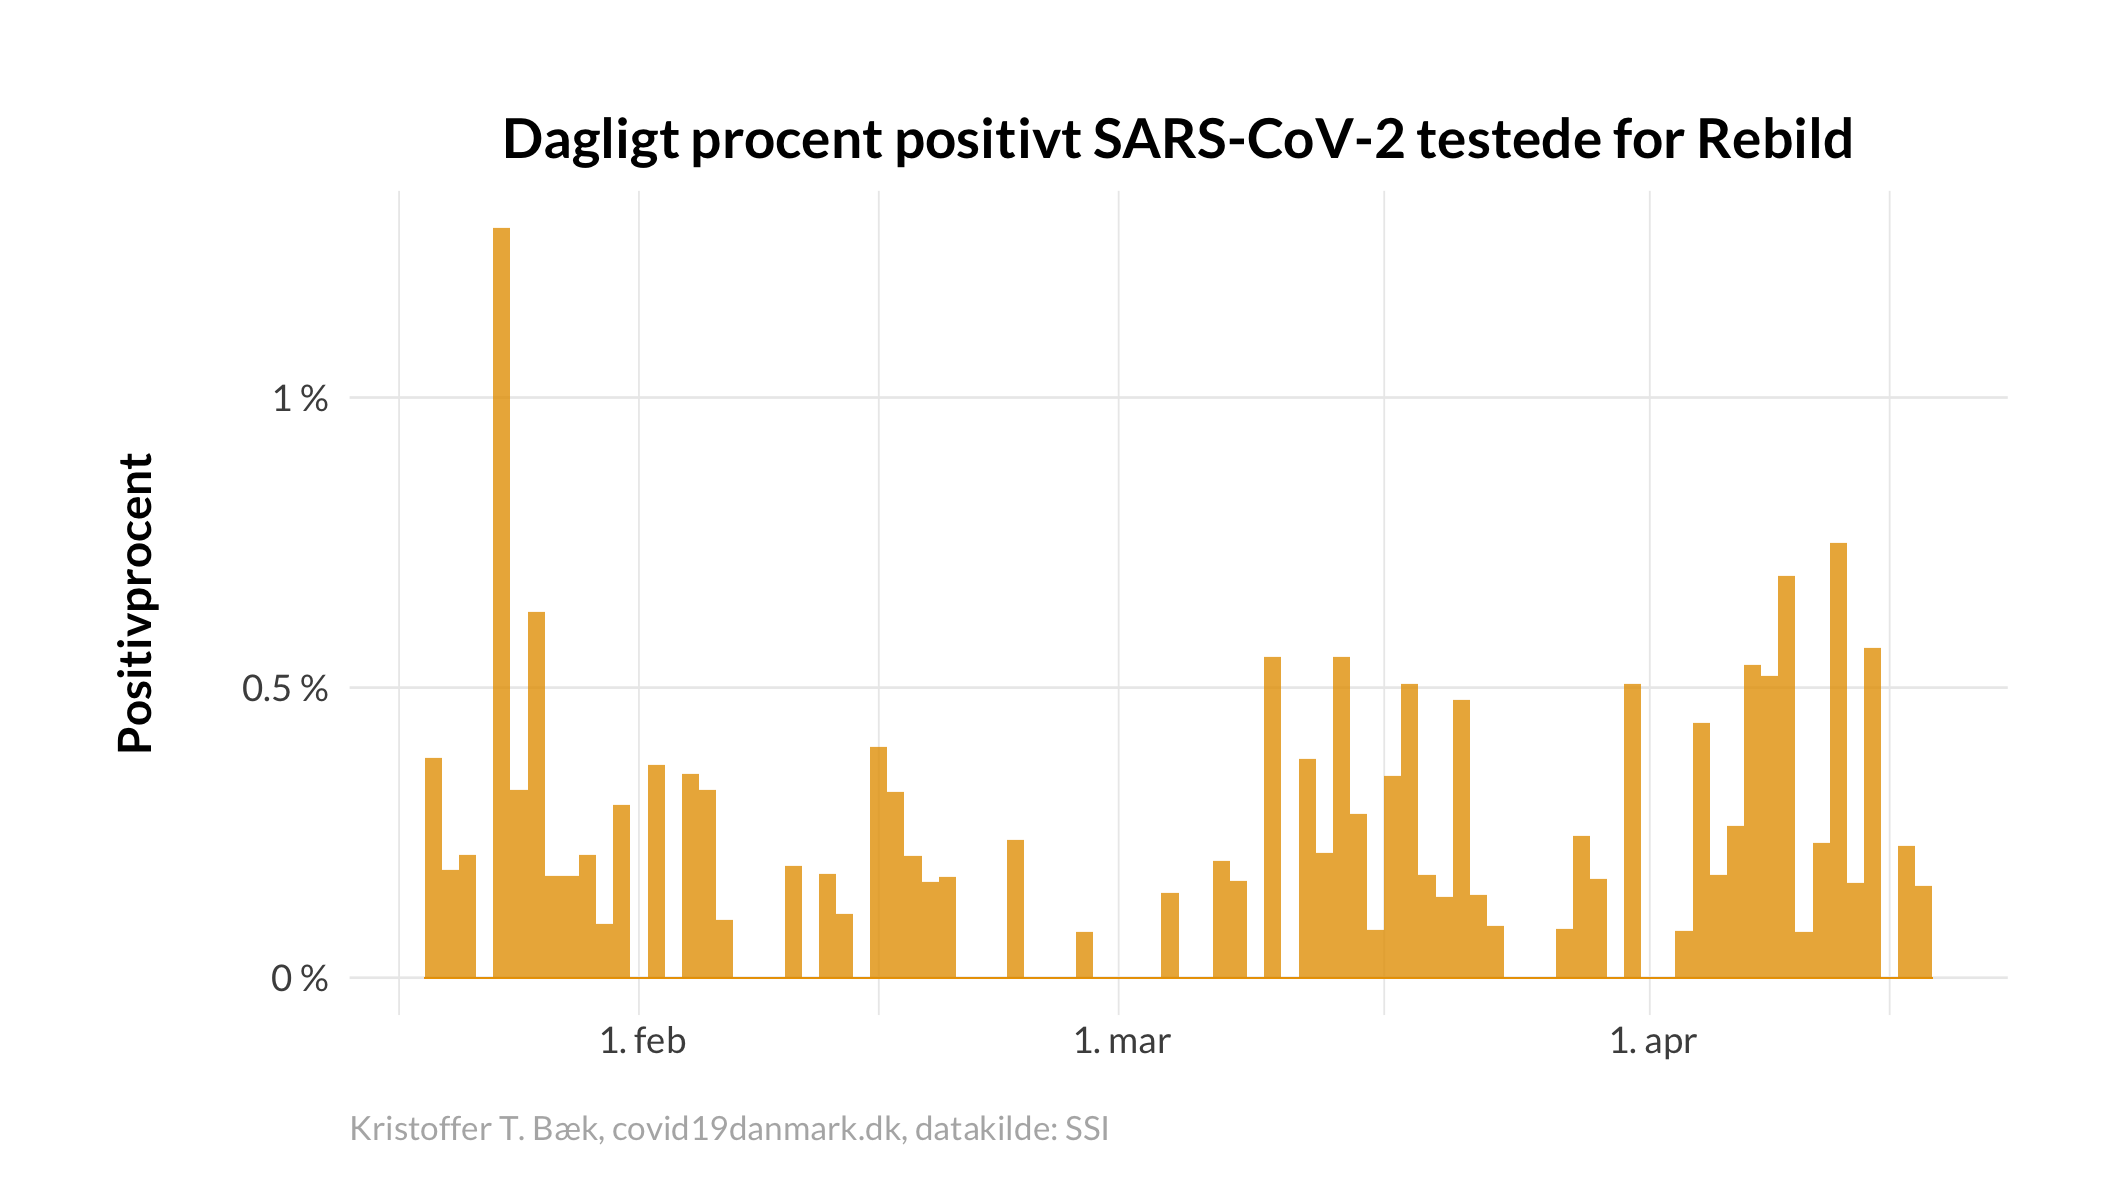 Dagligt procent positivt SARS-CoV-2 testede for Rebild
Positivprocent
1 %
0.5 %
0 %
1. feb
1. mar
1. apr
Kristoffer T. Bæk, covid19danmark.dk, datakilde: SSI